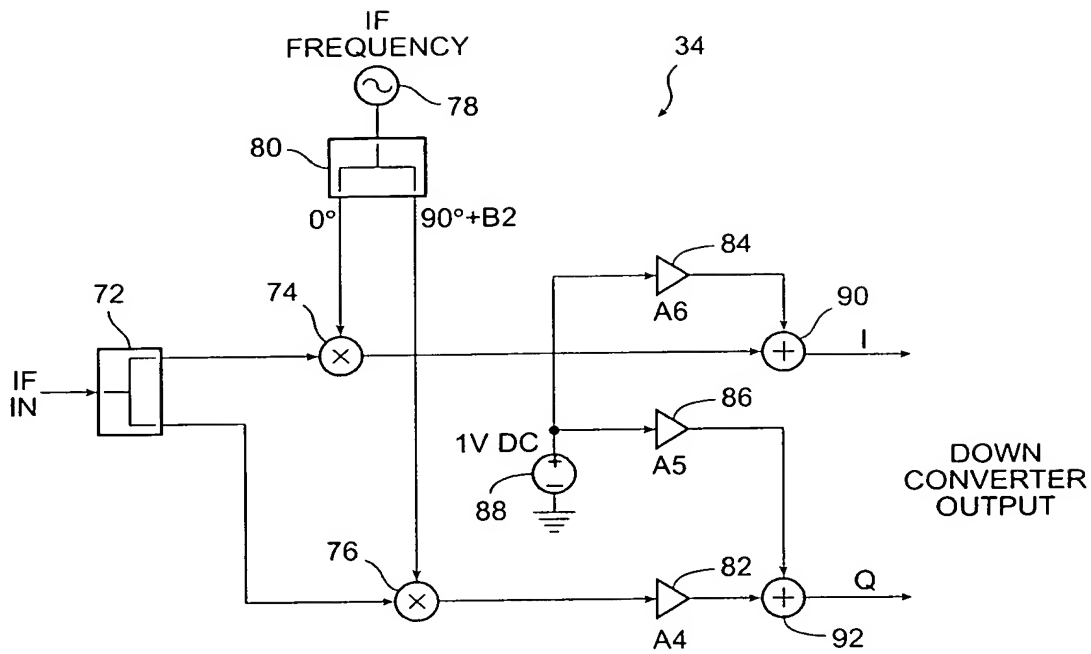 IF
FREQUENCY
34
78
80
0°
90°+B2
84
72
74
A6
90
I
IF
IN
86
1V DC
A5
88
DOWN
CONVERTER
OUTPUT
76
82
Q
A4
92